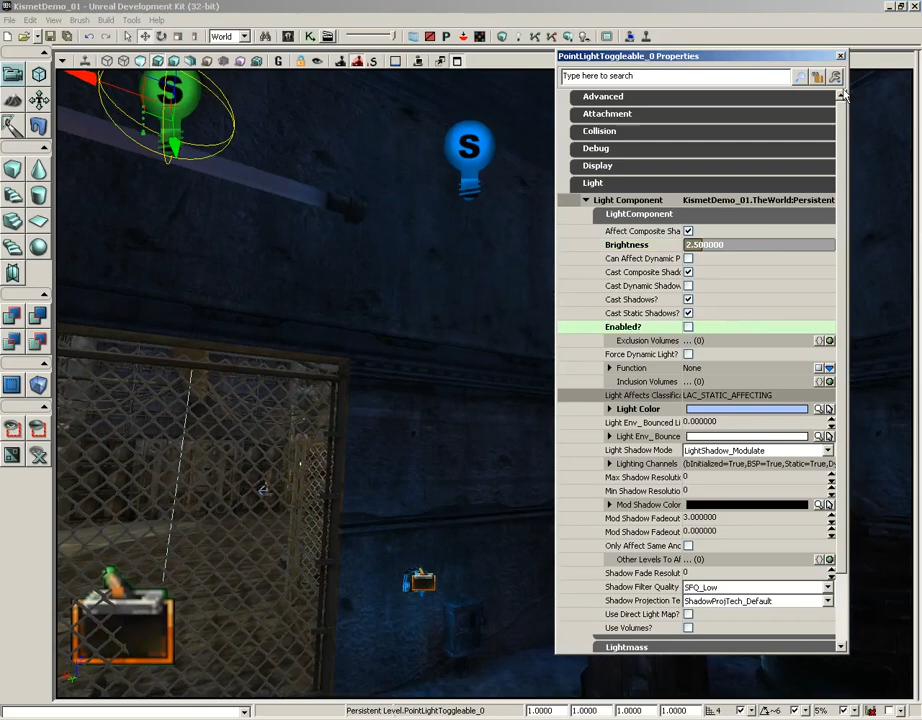 KismetDemo_01 - Unreal Development Kit (32-bit)
File Edit View Brush Build Tools Help
World
G
S
PointLightToggleable_0 Properties
Type here to search
Advanced
Attachment
Collision
Debug
Display
Light
Light Component KismetDemo_01.TheWorld:Persistent
LightComponent
Affect Composite Sha
Brightness 2.500000
Can Affect Dynamic P
Cast Composite Shado
Cast Dynamic Shadow
Cast Shadows?
Cast Static Shadows?
Enabled?
Exclusion Volumes ... (0)
Force Dynamic Light?
Function None
Inclusion Volumes ... (0)
Light Affects Classifica LAC_STATIC_AFFECTING
Light Color
Light Env_ Bounced Li 0.000000
Light Env_ Bounce
Light Shadow Mode LightShadow_Modulate
Lighting Channels (bInitialized=True,BSP=True,Static=True,Dy
Max Shadow Resoluti 0
Min Shadow Resolutio 0
Mod Shadow Color
Mod Shadow Fadeout 3.000000
Mod Shadow Fadeout 0.000000
Only Affect Same And
Other Levels To Af ... (0)
Shadow Fade Resolut 0
Shadow Filter Quality SFQ_Low
Shadow Projection Te ShadowProjTech_Default
Use Direct Light Map?
Use Volumes?
Lightmass
S
S
Persistent Level.PointLightToggleable_0 1.0000 1.0000 1.0000 1.0000 4 ~6 5%